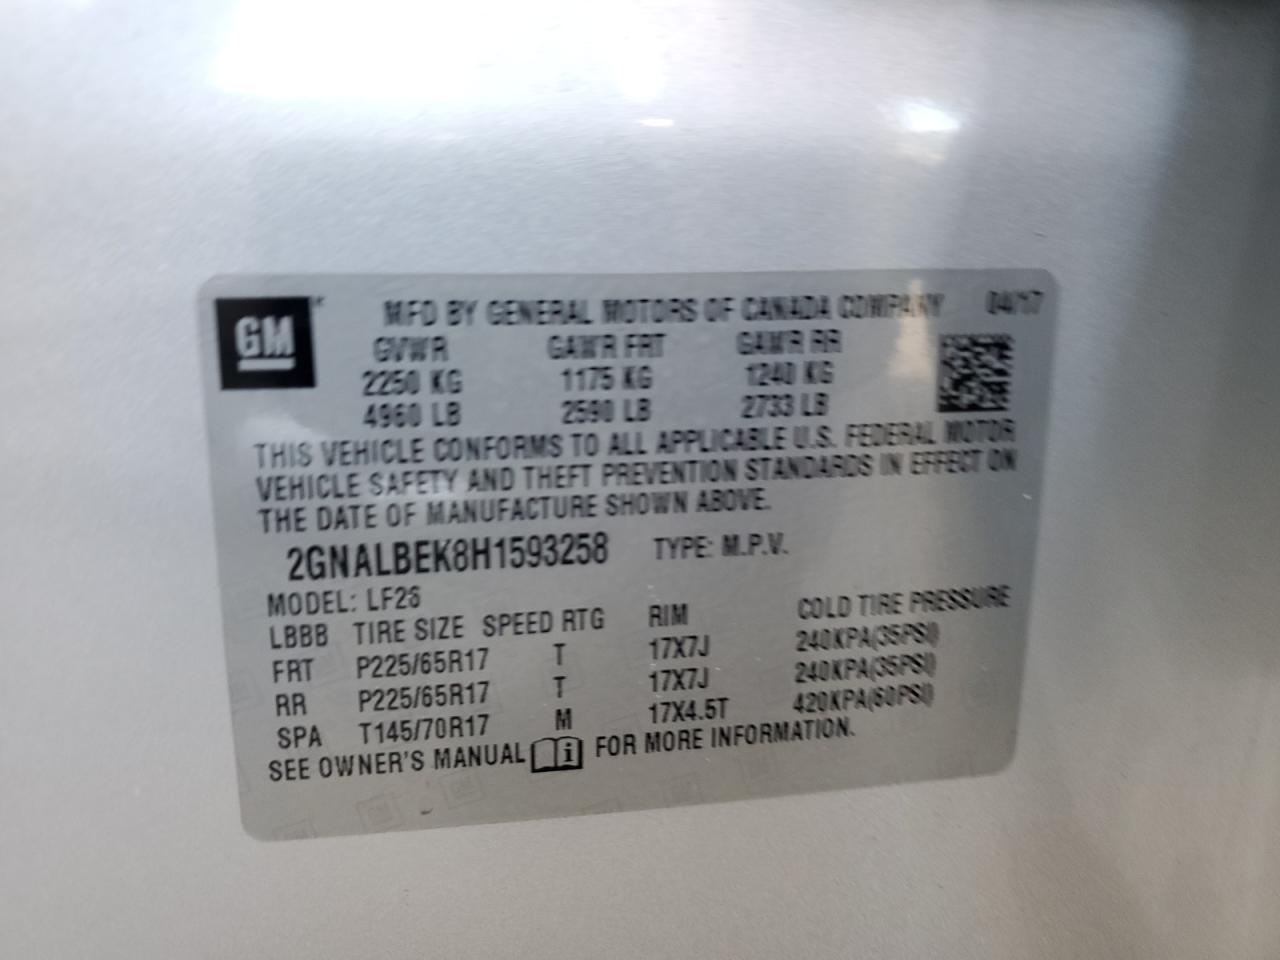 GM
MFD BY GENERAL MOTORS OF CANADA COMPANY 04/17
GVWR GAWR FRT GAWR RR
2250 KG 1175 KG 1240 KG
4960 LB 2590 LB 2733 LB
THIS VEHICLE CONFORMS TO ALL APPLICABLE U.S. FEDERAL MOTOR
VEHICLE SAFETY AND THEFT PREVENTION STANDARDS IN EFFECT ON
THE DATE OF MANUFACTURE SHOWN ABOVE.
2GNALBEK8H1593258 TYPE: M.P.V.
MODEL: LF26
LBBB TIRE SIZE SPEED RTG RIM COLD TIRE PRESSURE
FRT P225/65R17 T 17X7J 240KPA(35PSI)
RR P225/65R17 T 17X7J 240KPA(35PSI)
SPA T145/70R17 M 17X4.5T 420KPA(60PSI)
SEE OWNER'S MANUAL i FOR MORE INFORMATION.